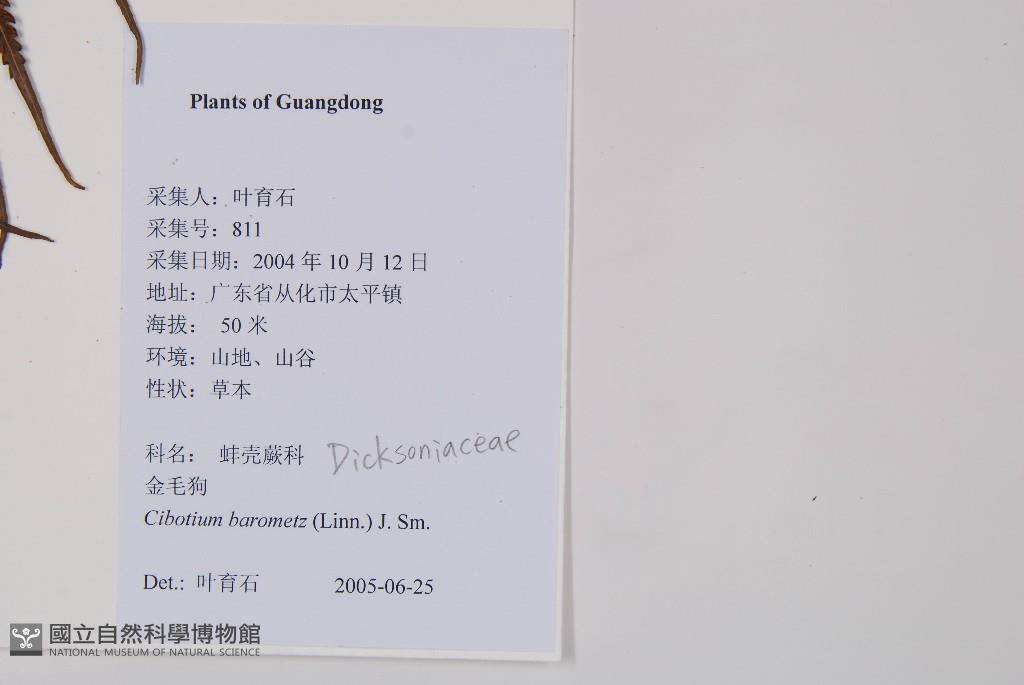 Plants of Guangdong
采集人：叶育石
采集号：811
采集日期：2004 年 10 月 12 日
地址：广东省从化市太平镇
海拔： 50 米
环境：山地、山谷
性状：草本
科名： 蚌壳蕨科 Dicksoniaceae
金毛狗
Cibotium barometz (Linn.) J. Sm.
Det.: 叶育石 2005-06-25
國立自然科學博物館
NATIONAL MUSEUM OF NATURAL SCIENCE